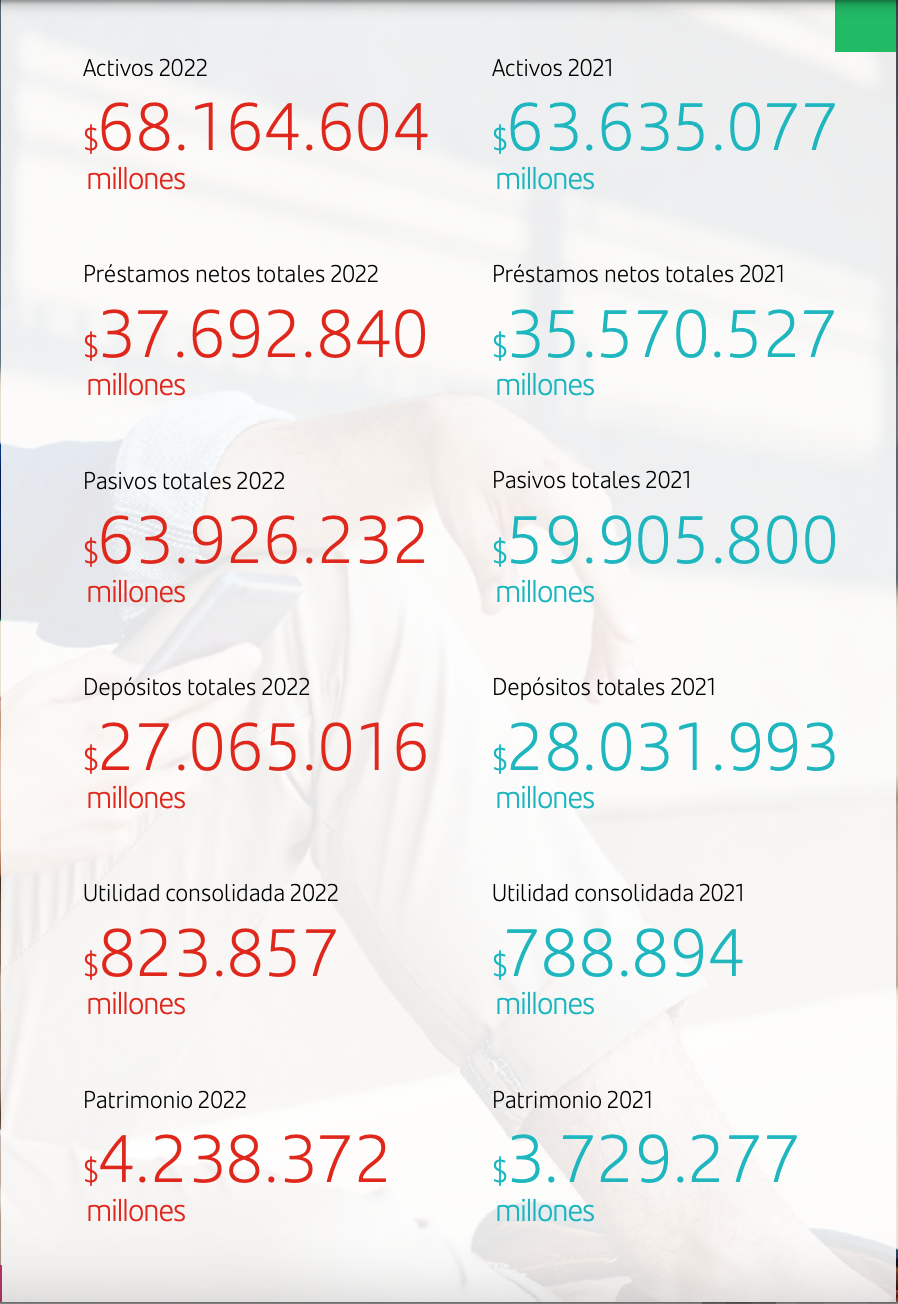 Activos 2022
$68.164.604
millones
Activos 2021
$63.635.077
millones
Préstamos netos totales 2022
$37.692.840
millones
Préstamos netos totales 2021
$35.570.527
millones
Pasivos totales 2022
$63.926.232
millones
Pasivos totales 2021
$59.905.800
millones
Depósitos totales 2022
$27.065.016
millones
Depósitos totales 2021
$28.031.993
millones
Utilidad consolidada 2022
$823.857
millones
Utilidad consolidada 2021
$788.894
millones
Patrimonio 2022
$4.238.372
millones
Patrimonio 2021
$3.729.277
millones